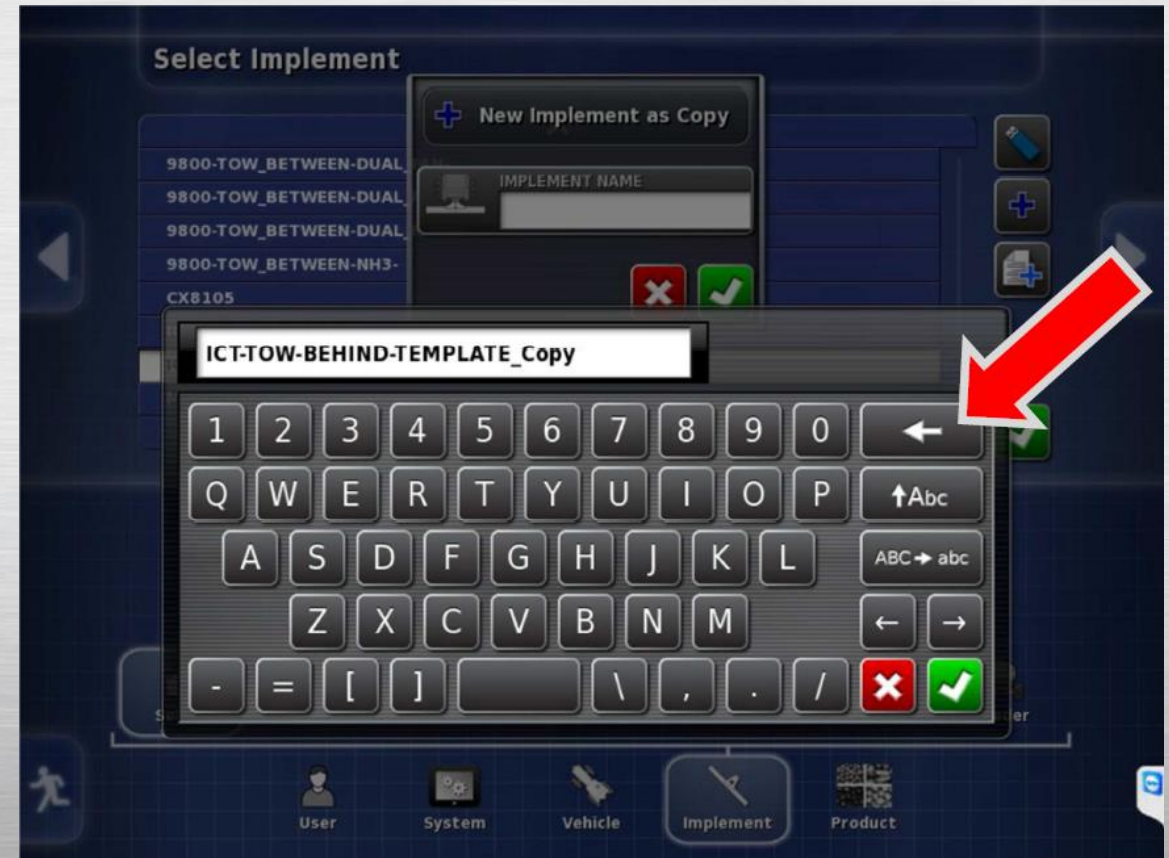 Select Implement
New Implement as Copy
IMPLEMENT NAME
9800-TOW_BETWEEN-DUAL_
9800-TOW_BETWEEN-DUAL_
9800-TOW_BETWEEN-DUAL_
9800-TOW_BETWEEN-NH3-
CX8105
ICT-TOW-BEHIND-TEMPLATE_Copy
1 2 3 4 5 6 7 8 9 0
Q W E R T Y U I O P Abc
A S D F G H J K L ABC abc
Z X C V B N M
- = [ ] \ , . /
User System Vehicle Implement Product